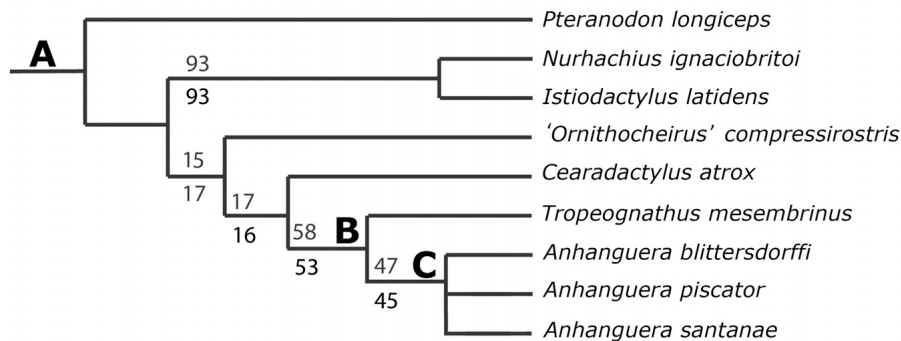 Pteranodon longiceps
A
Nurhachius ignaciobritoi
93
93
Istiodactylus latidens
‘Ornithocheirus’ compressirostris
15
Cearadactylus atrox
17
17
Tropeognathus mesembrinus
16
58
B
Anhanguera blittersdorffi
53
47
C
Anhanguera piscator
45
Anhanguera santanae